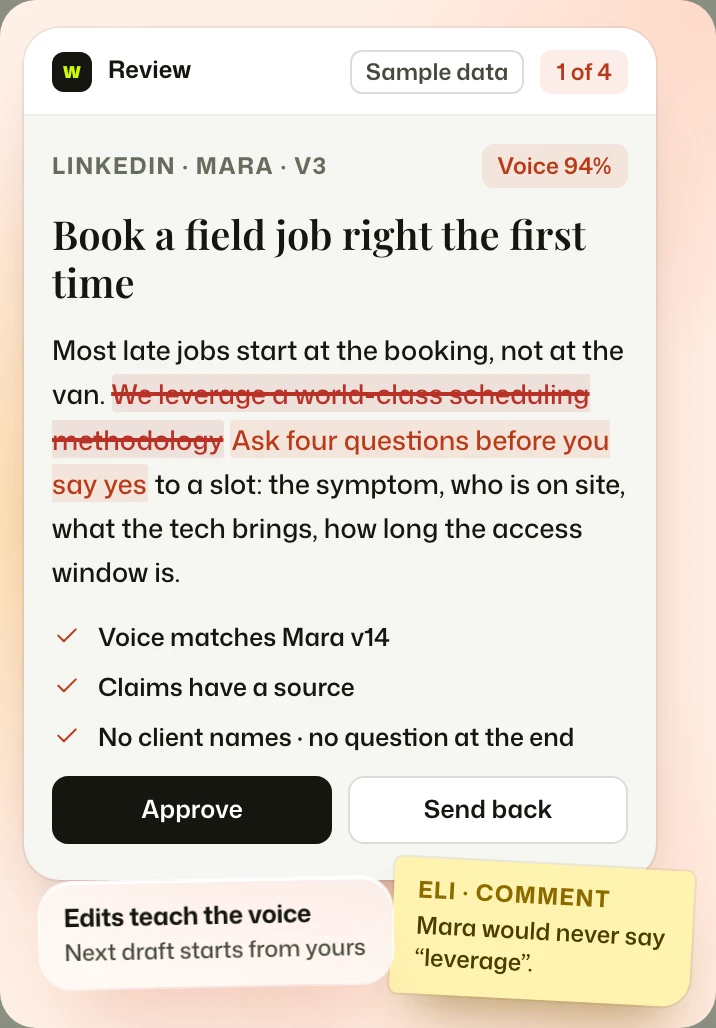 w Review
Sample data
1 of 4
LINKEDIN · MARA · V3
Voice 94%
Book a field job right the first
time
Most late jobs start at the booking, not at the
van. We leverage a world-class scheduling
methodology Ask four questions before you
say yes to a slot: the symptom, who is on site,
what the tech brings, how long the access
window is.
Voice matches Mara v14
Claims have a source
No client names · no question at the end
Approve
Send back
Edits teach the voice
Next draft starts from yours
ELI · COMMENT
Mara would never say
“leverage”.